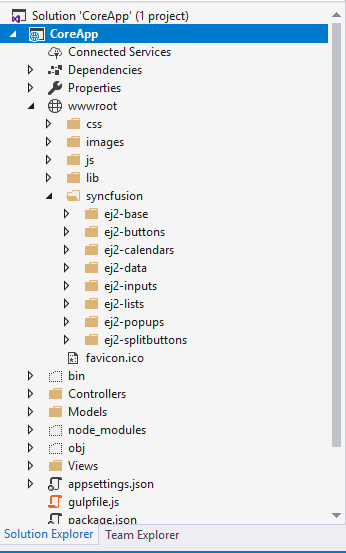 Solution 'CoreApp' (1 project)
CoreApp
Connected Services
Dependencies
Properties
wwwroot
css
images
js
lib
syncfusion
ej2-base
ej2-buttons
ej2-calendars
ej2-data
ej2-inputs
ej2-lists
ej2-popups
ej2-splitbuttons
favicon.ico
bin
Controllers
Models
node_modules
obj
Views
appsettings.json
gulpfile.js
package.json
Solution Explorer Team Explorer